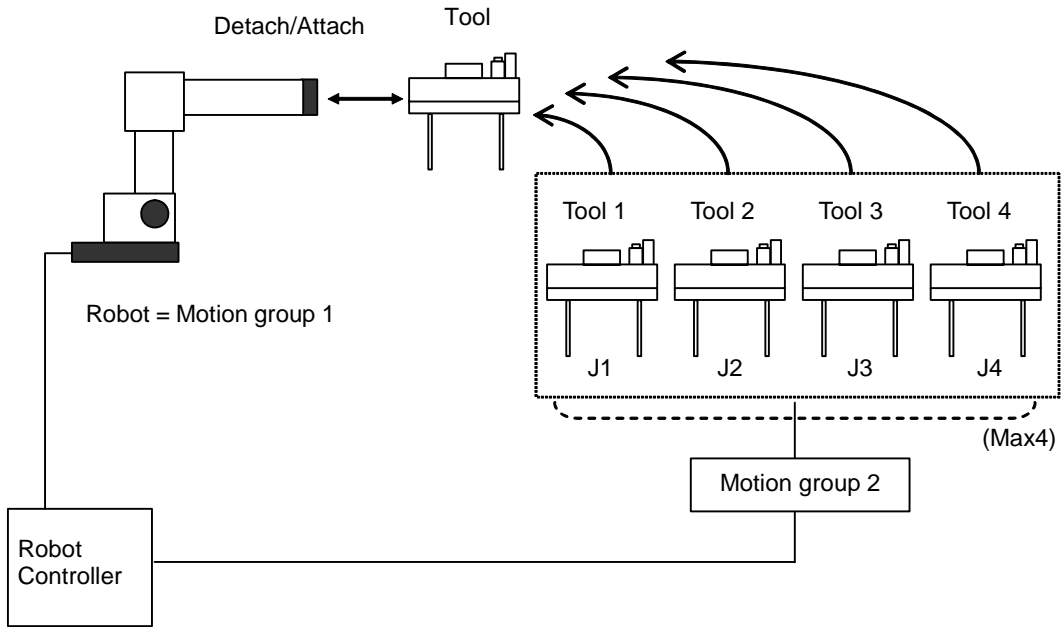 Detach/Attach
Tool
Tool 1
Tool 2
Tool 3
Tool 4
Robot = Motion group 1
J1
J2
J3
J4
(Max4)
Motion group 2
Robot
Controller